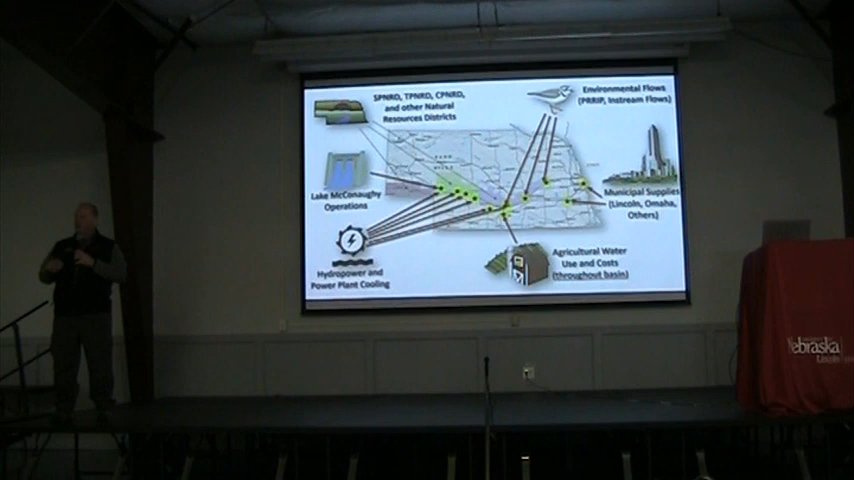 SPNRD, TPNRD, CPNRD,
and other Natural
Resources Districts
Environmental Flows
(PRRIP, Instream Flows)
Lake McConaughy
Operations
Municipal Supplies
(Lincoln, Omaha,
Others)
Hydropower and
Power Plant Cooling
Agricultural Water
Use and Costs
(throughout basin)
Nebraska
Lincoln